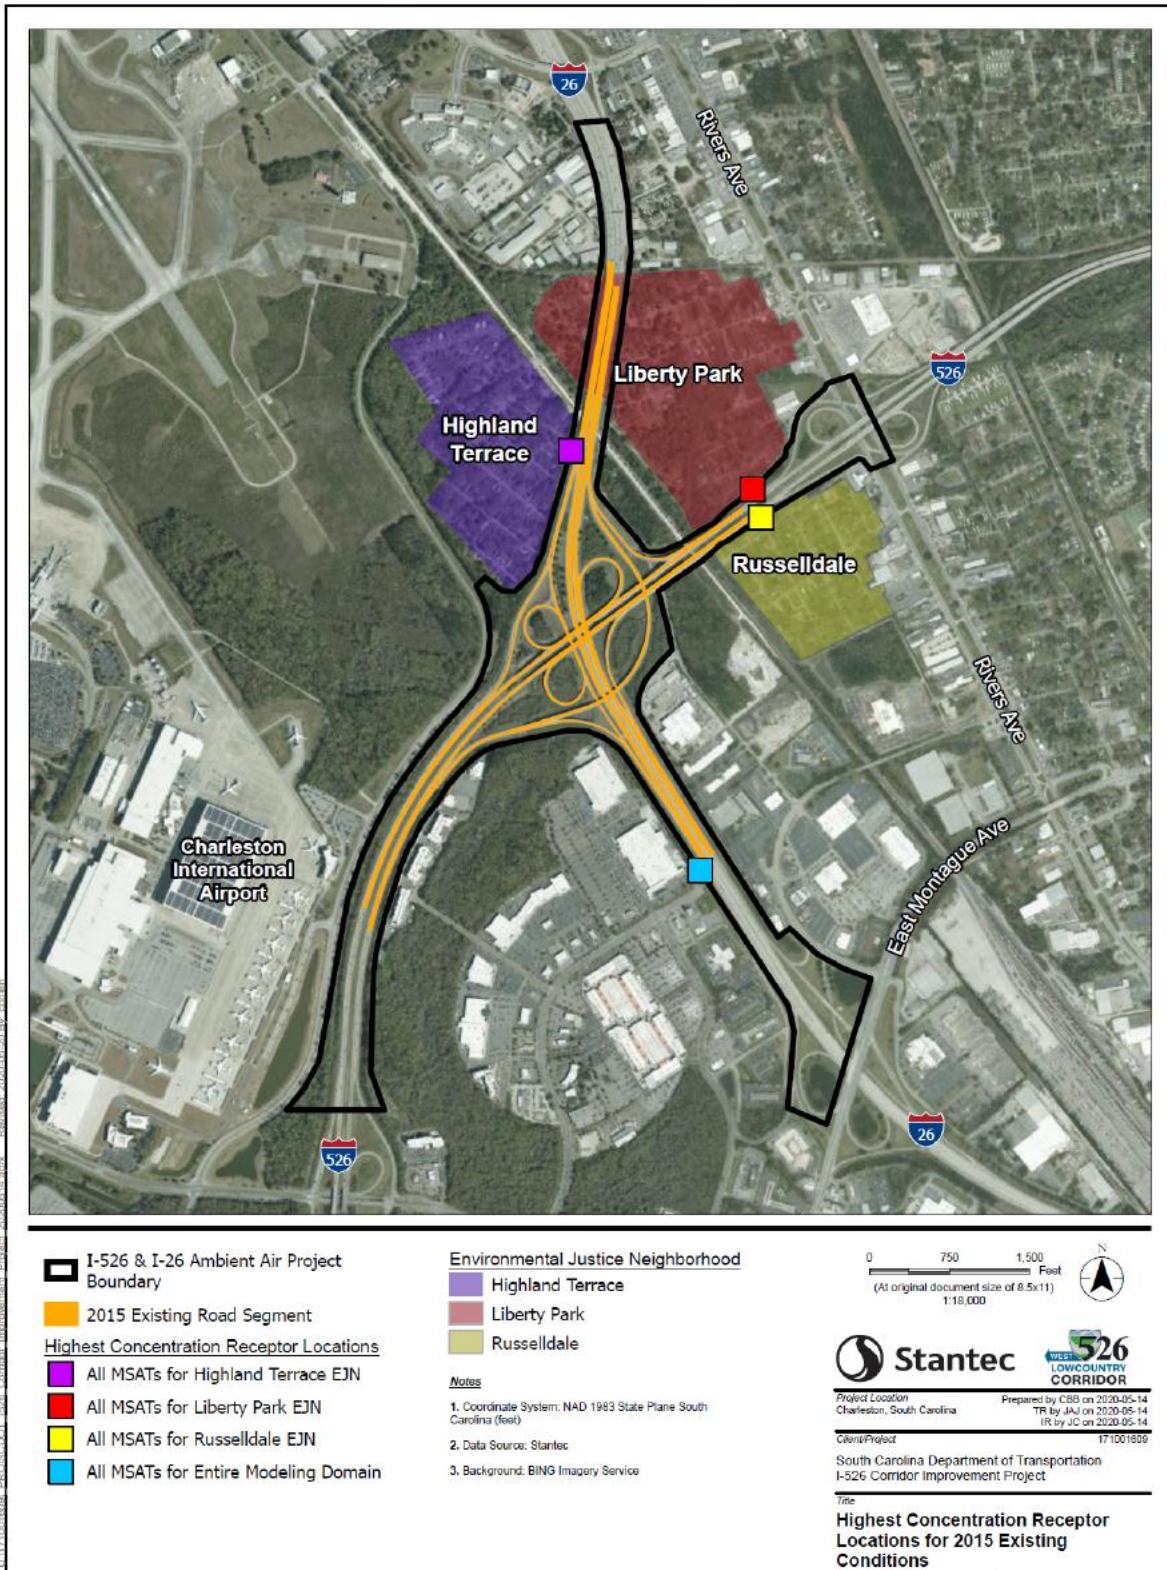 26
Rivers Ave
526
Liberty Park
Highland
Terrace
Russelldale
Rivers Ave
Charleston
International
Airport
East Montague Ave
26
526
I-526 & I-26 Ambient Air Project
Boundary
2015 Existing Road Segment
Highest Concentration Receptor Locations
All MSATs for Highland Terrace EJN
All MSATs for Liberty Park EJN
All MSATs for Russelldale EJN
All MSATs for Entire Modeling Domain
Environmental Justice Neighborhood
Highland Terrace
Liberty Park
Russelldale
Notes
1. Coordinate System: NAD 1983 State Plane South
Carolina (feet)
2. Data Source: Stantec
3. Background: BING Imagery Service
0 750 1,500
Feet
(At original document size of 8.5x11)
1:18,000
N
Stantec
WEST 526
LOWCOUNTRY
CORRIDOR
Project Location
Charleston, South Carolina
Prepared by CBB on 2020-05-14
TR by JAJ on 2020-05-14
IR by JC on 2020-05-14
Client/Project
171001609
South Carolina Department of Transportation
I-526 Corridor Improvement Project
Title
Highest Concentration Receptor
Locations for 2015 Existing
Conditions